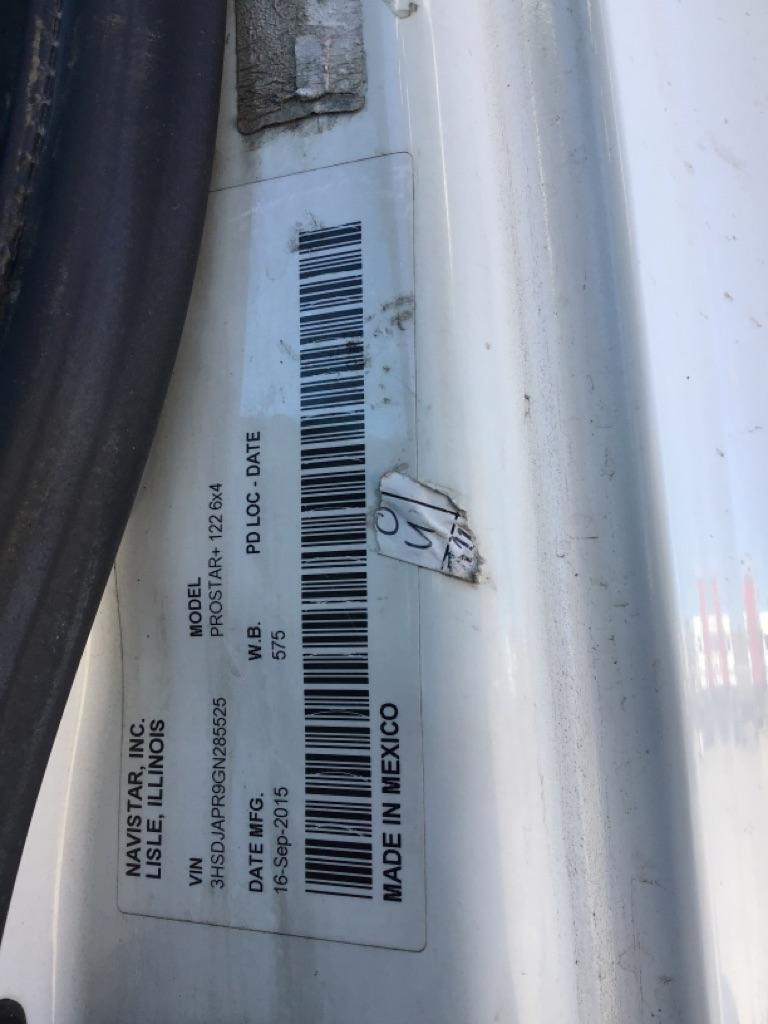 NAVISTAR, INC.
LISLE, ILLINOIS
VIN
3HSDJAPR9GN285525
MODEL
PROSTAR+ 122 6x4
DATE MFG.
16-Sep-2015
W.B.
575
PD LOC - DATE
MADE IN MEXICO